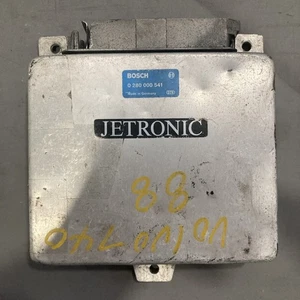 BOSCH
0 280 000 541
Made in Germany
JETRONIC
88
VOLVO 740